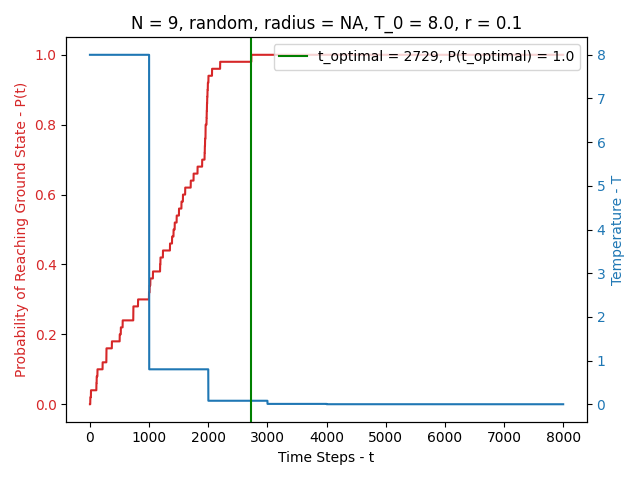 N = 9, random, radius = NA, T_0 = 8.0, r = 0.1
t_optimal = 2729, P(t_optimal) = 1.0
Probability of Reaching Ground State - P(t)
1.0
0.8
0.6
0.4
0.2
0.0
8
7
6
5
4
3
2
1
0
Temperature - T
0 1000 2000 3000 4000 5000 6000 7000 8000
Time Steps - t